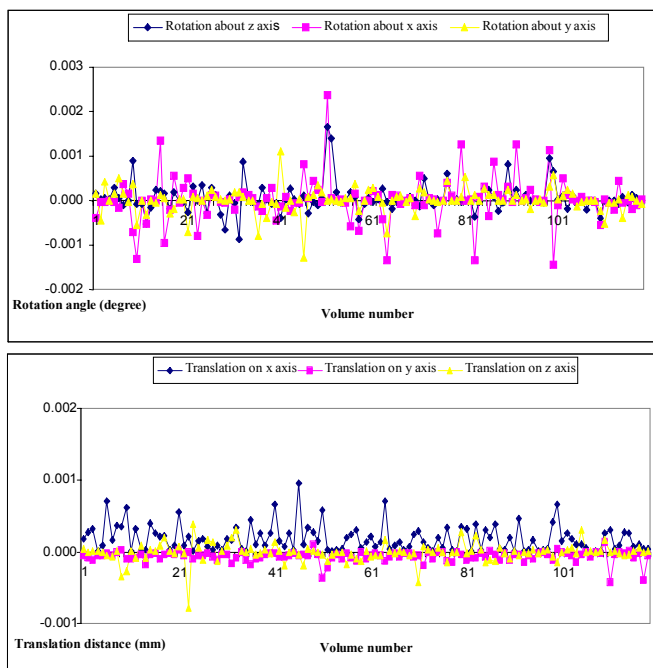 Rotation about z axis Rotation about x axis Rotation about y axis
0.003
0.002
0.001
0.000
1 21 41 61 81 101
-0.001
-0.002
Rotation angle (degree)
Volume number
Translation on x axis Translation on y axis Translation on z axis
0.002
0.001
0.000
1 21 41 61 81 101
-0.001
Translation distance (mm)
Volume number